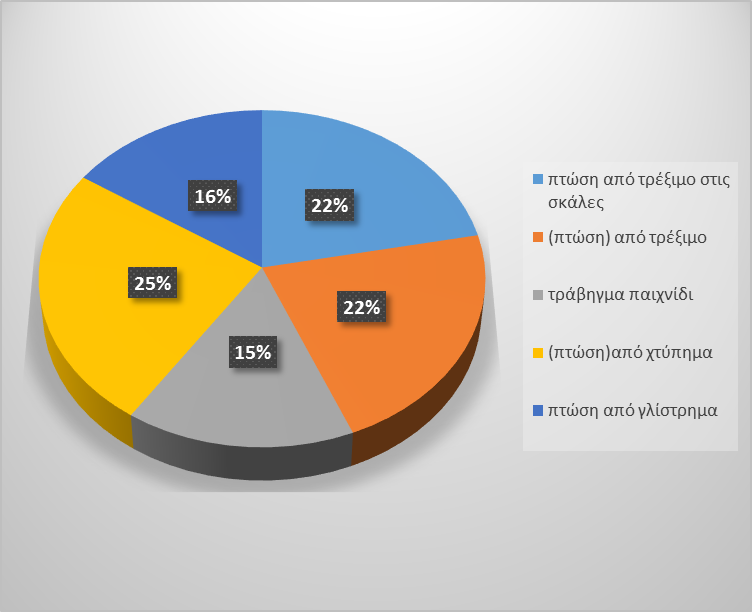 16%
22%
25%
22%
15%
πτώση από τρέξιμο στις
σκάλες
(πτώση) από τρέξιμο
τράβηγμα παιχνίδι
(πτώση)από χτύπημα
πτώση από γλίστρημα